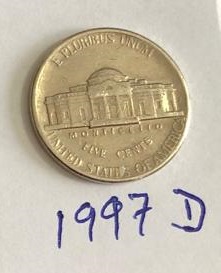 E PLURIBUS UNUM
MONTICELLO
FIVE CENTS
UNITED STATES OF AMERICA
1997 D